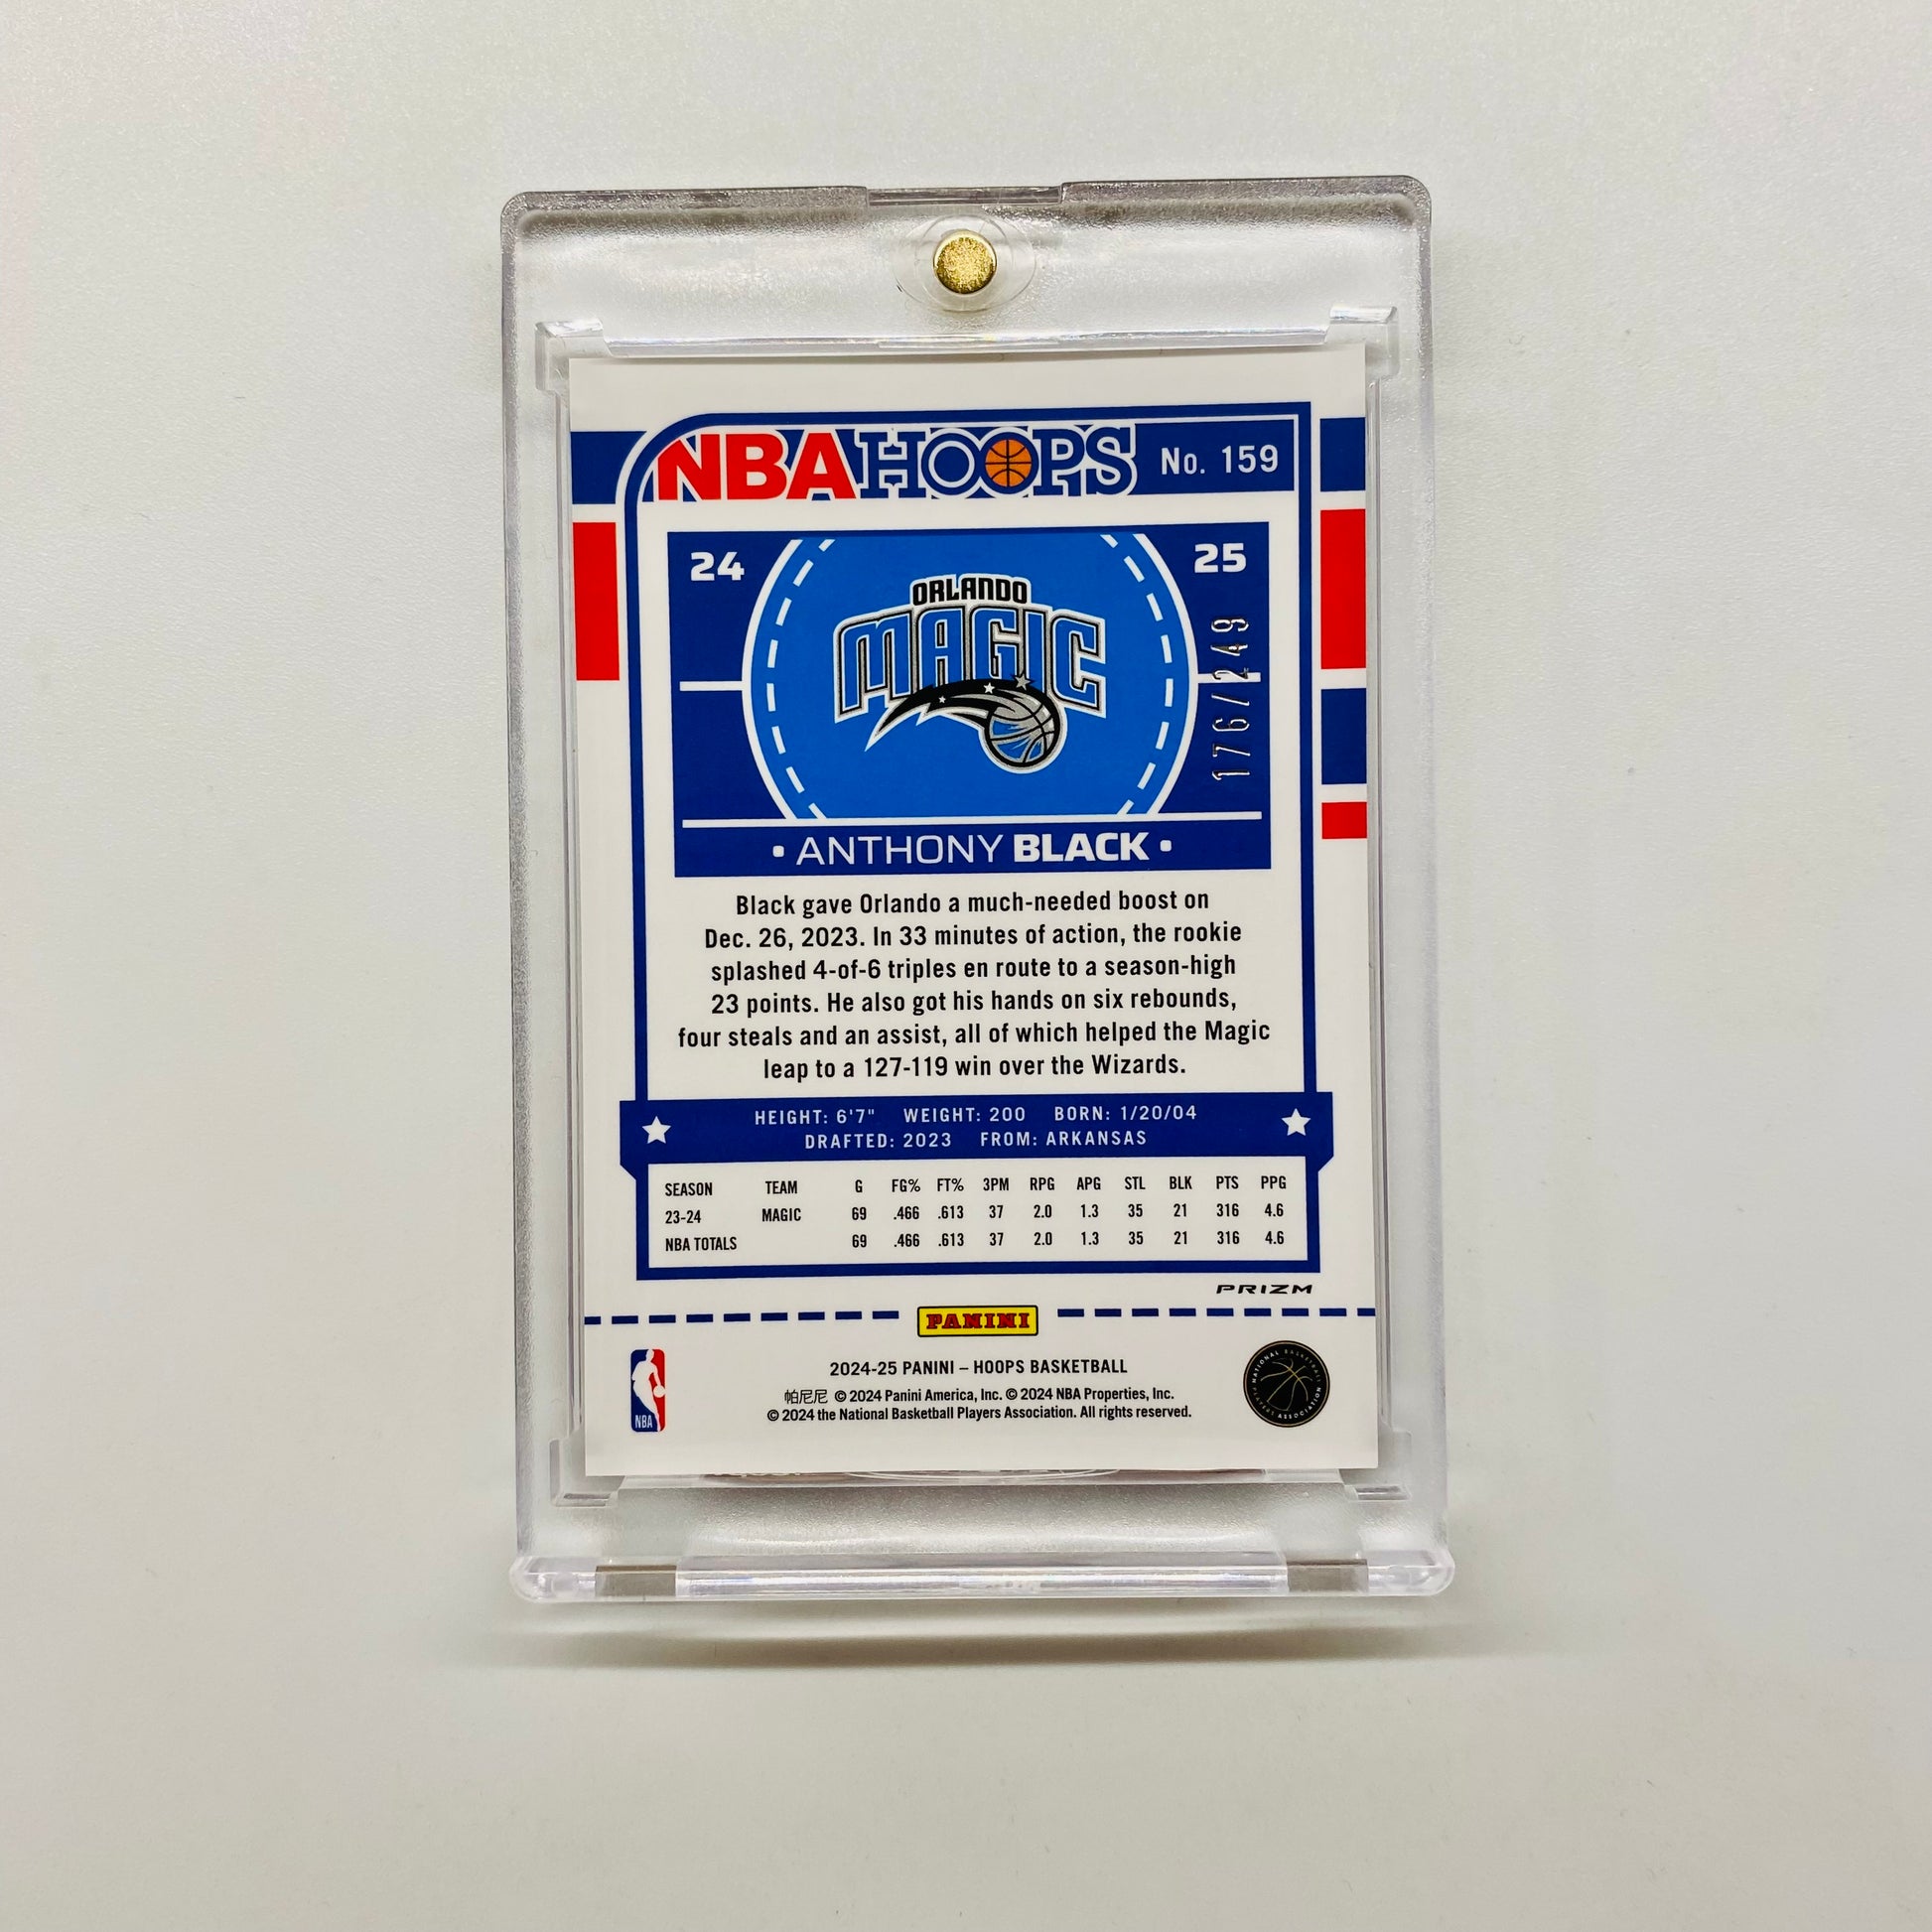 NBA HOOPS No. 159
24 25
ORLANDO
MAGIC
176/249
• ANTHONY BLACK •
Black gave Orlando a much-needed boost on
Dec. 26, 2023. In 33 minutes of action, the rookie
splashed 4-of-6 triples en route to a season-high
23 points. He also got his hands on six rebounds,
four steals and an assist, all of which helped the Magic
leap to a 127-119 win over the Wizards.
HEIGHT: 6'7" WEIGHT: 200 BORN: 1/20/04
DRAFTED: 2023 FROM: ARKANSAS
SEASON TEAM G FG% FT% 3PM RPG APG STL BLK PTS PPG
23-24 MAGIC 69 .466 .613 37 2.0 1.3 35 21 316 4.6
NBA TOTALS 69 .466 .613 37 2.0 1.3 35 21 316 4.6
PRIZM
PANINI
2024-25 PANINI – HOOPS BASKETBALL
帕尼尼 © 2024 Panini America, Inc. © 2024 NBA Properties, Inc.
© 2024 the National Basketball Players Association. All rights reserved.
NBA
NATIONAL BASKETBALL PLAYERS ASSOCIATION